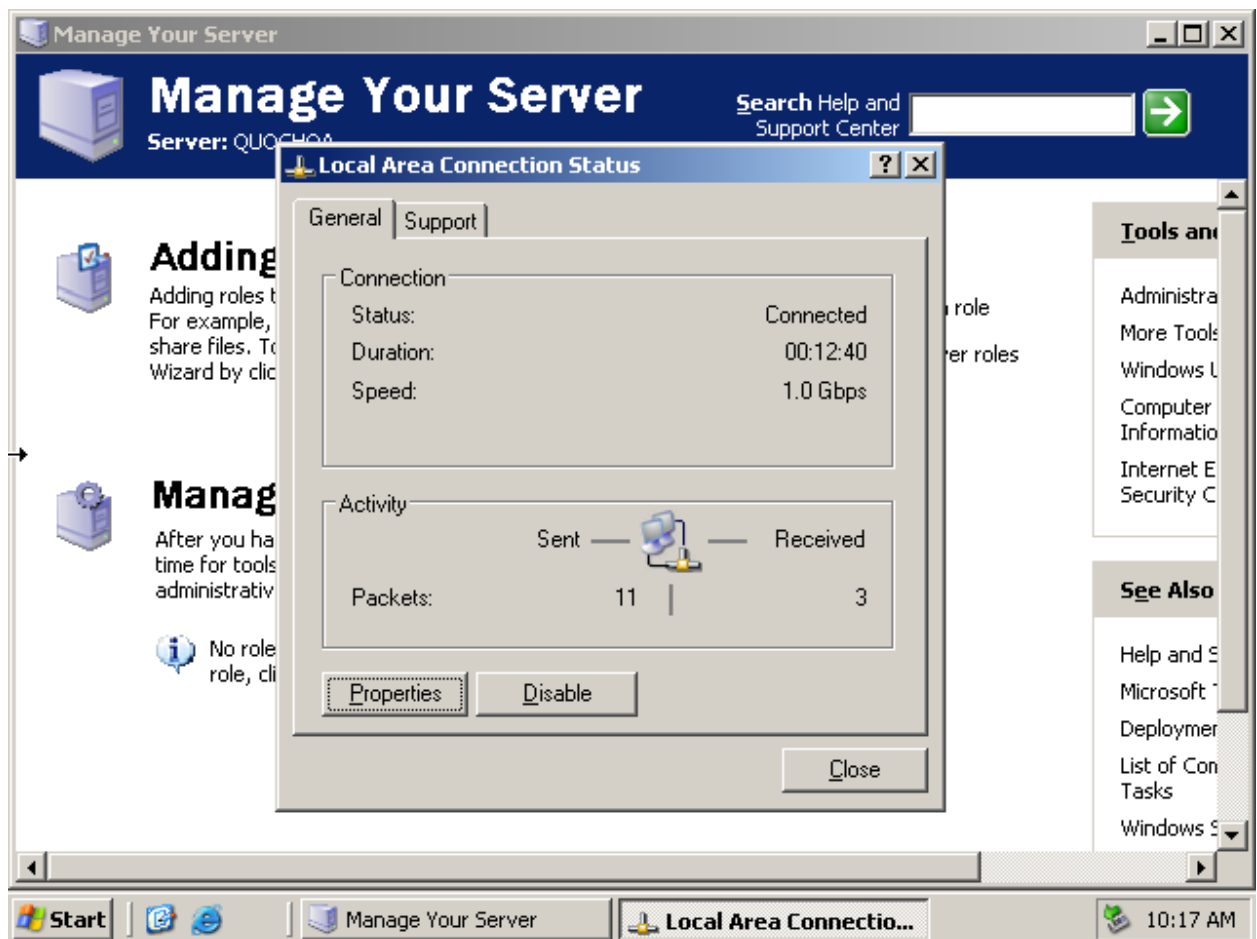 Manage Your Server
Manage Your Server
Server:
Search Help and
Support Center
Local Area Connection Status
General
Support
Connection
Status: Connected
Duration: 00:12:40
Speed: 1.0 Gbps
Activity
Sent
Received
Packets: 11 3
Properties
Disable
Close
Adding
Adding roles t
For example,
share files. To
Wizard by clic
role
er roles
Manag
After you ha
time for tools
administrativ
No role
role, cli
Tools and
Administra
More Tools
Windows U
Computer
Informatio
Internet E
Security C
See Also
Help and S
Microsoft
Deploymen
List of Com
Tasks
Windows S
Start
Manage Your Server
Local Area Connectio...
10:17 AM